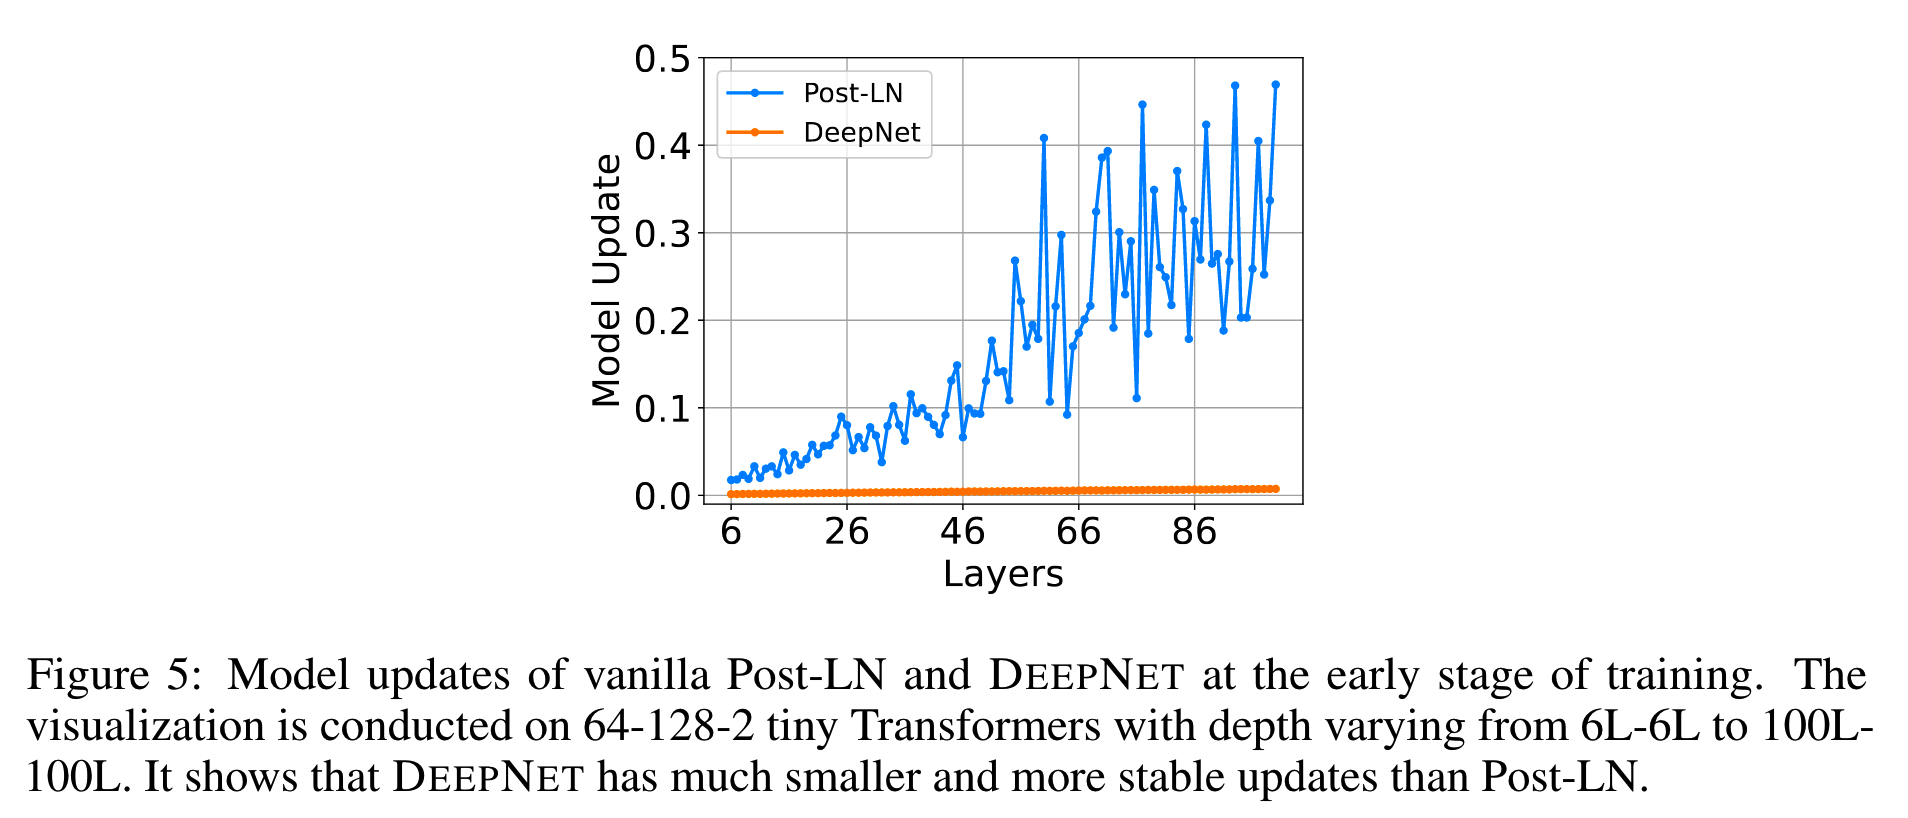 0.5
0.4
0.3
0.2
0.1
0.0
Model Update
Post-LN
DeepNet
6 26 46 66 86
Layers
Figure 5: Model updates of vanilla Post-LN and DEEPNET at the early stage of training. The
visualization is conducted on 64-128-2 tiny Transformers with depth varying from 6L-6L to 100L-
100L. It shows that DEEPNET has much smaller and more stable updates than Post-LN.